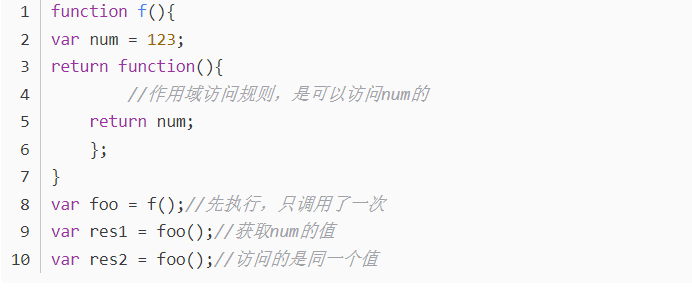 1 function f(){
2 var num = 123;
3 return function(){
4         //作用域访问规则，是可以访问num的
5     return num;
6     };
7 }
8 var foo = f();//先执行，只调用了一次
9 var res1 = foo();//获取num的值
10 var res2 = foo();//访问的是同一个值